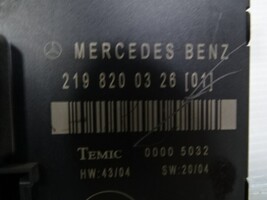 MERCEDES BENZ
219 820 03 26 [01]
TEMIC 0000 5032
HW:43/04 SW:20/04